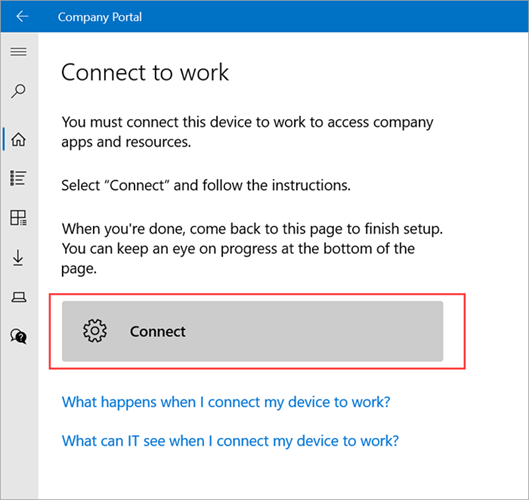 Company Portal
Connect to work
You must connect this device to work to access company
apps and resources.
Select “Connect” and follow the instructions.
When you're done, come back to this page to finish setup.
You can keep an eye on progress at the bottom of the
page.
Connect
What happens when I connect my device to work?
What can IT see when I connect my device to work?